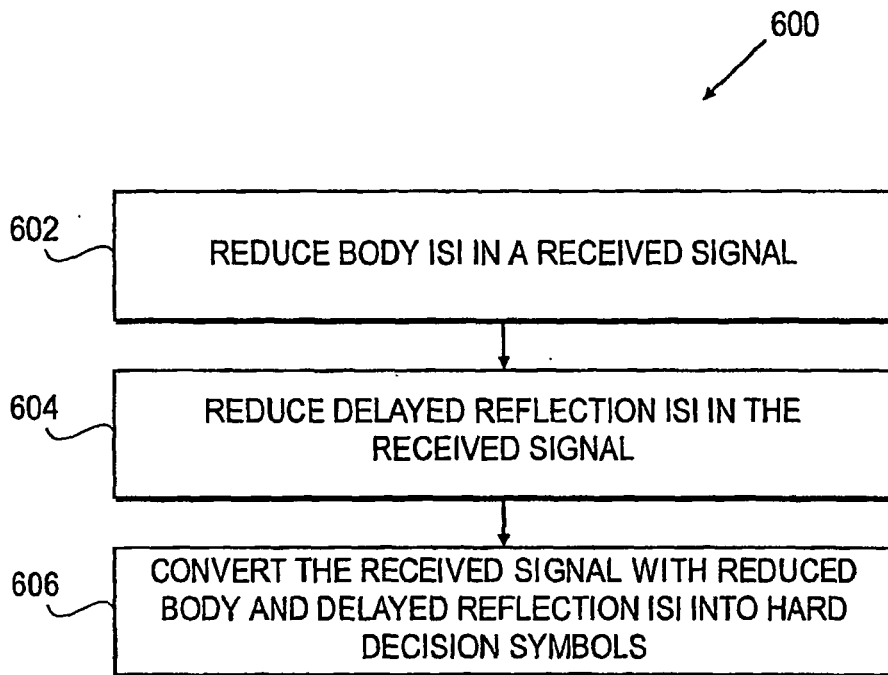 600
602
REDUCE BODY ISI IN A RECEIVED SIGNAL
604
REDUCE DELAYED REFLECTION ISI IN THE
RECEIVED SIGNAL
606
CONVERT THE RECEIVED SIGNAL WITH REDUCED
BODY AND DELAYED REFLECTION ISI INTO HARD
DECISION SYMBOLS